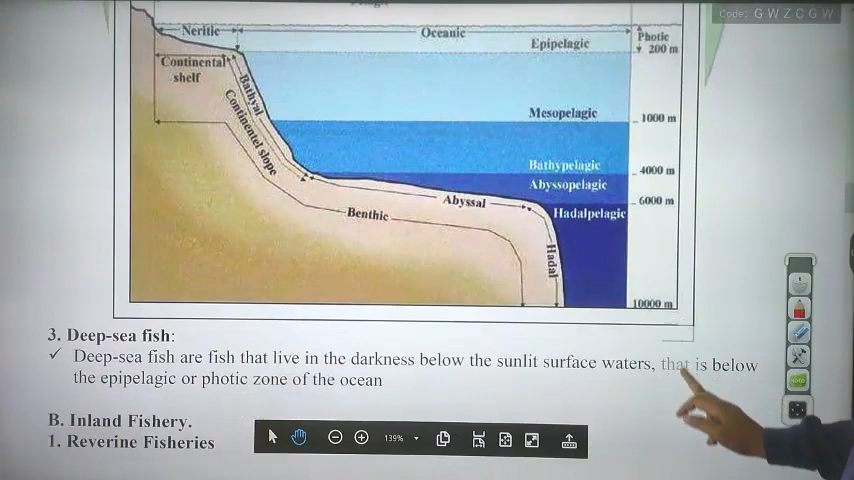 Code: G W Z C G W
Neritic
Oceanic
Photic
200 m
Epipelagic
Continental
shelf
Bathyal
Continentel slope
Mesopelagic
1000 m
Bathypelagic
4000 m
Abyssopelagic
Abyssal
6000 m
Benthic
Hadalpelagic
Hadal
10000 m
3. Deep-sea fish:
✓ Deep-sea fish are fish that live in the darkness below the sunlit surface waters, that is below
the epipelagic or photic zone of the ocean
B. Inland Fishery.
1. Reverine Fisheries
139%